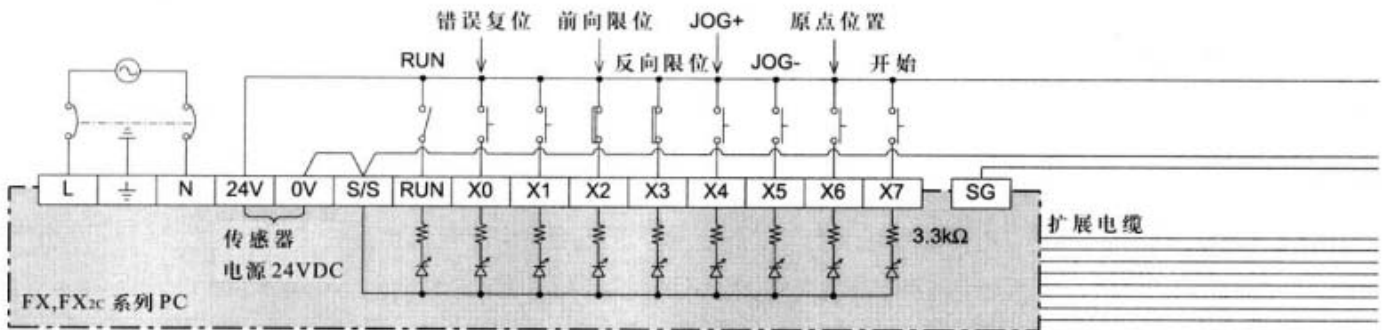 错误复位 前向限位 JOG+ 原点位置
RUN 反向限位 JOG- 开始
L N 24V 0V S/S RUN X0 X1 X2 X3 X4 X5 X6 X7 SG
传感器
电源 24VDC
3.3kΩ
扩展电缆
FX,FX2C 系列 PC